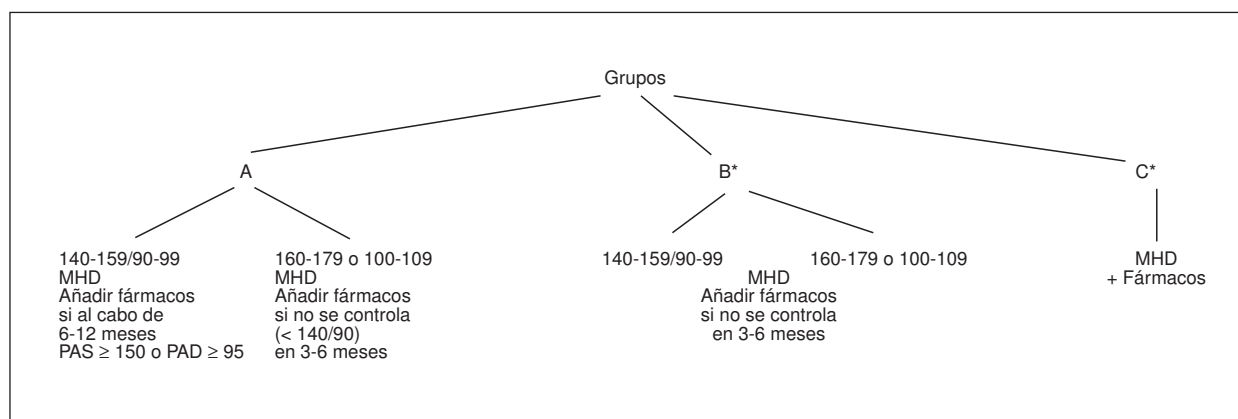 Grupos
A
B*
C*
140-159/90-99
MHD
Añadir fármacos
si al cabo de
6-12 meses
PAS ≥ 150 o PAD ≥ 95
160-179 o 100-109
MHD
Añadir fármacos
si no se controla
(< 140/90)
en 3-6 meses
140-159/90-99
160-179 o 100-109
MHD
Añadir fármacos
si no se controla
en 3-6 meses
MHD
+ Fármacos